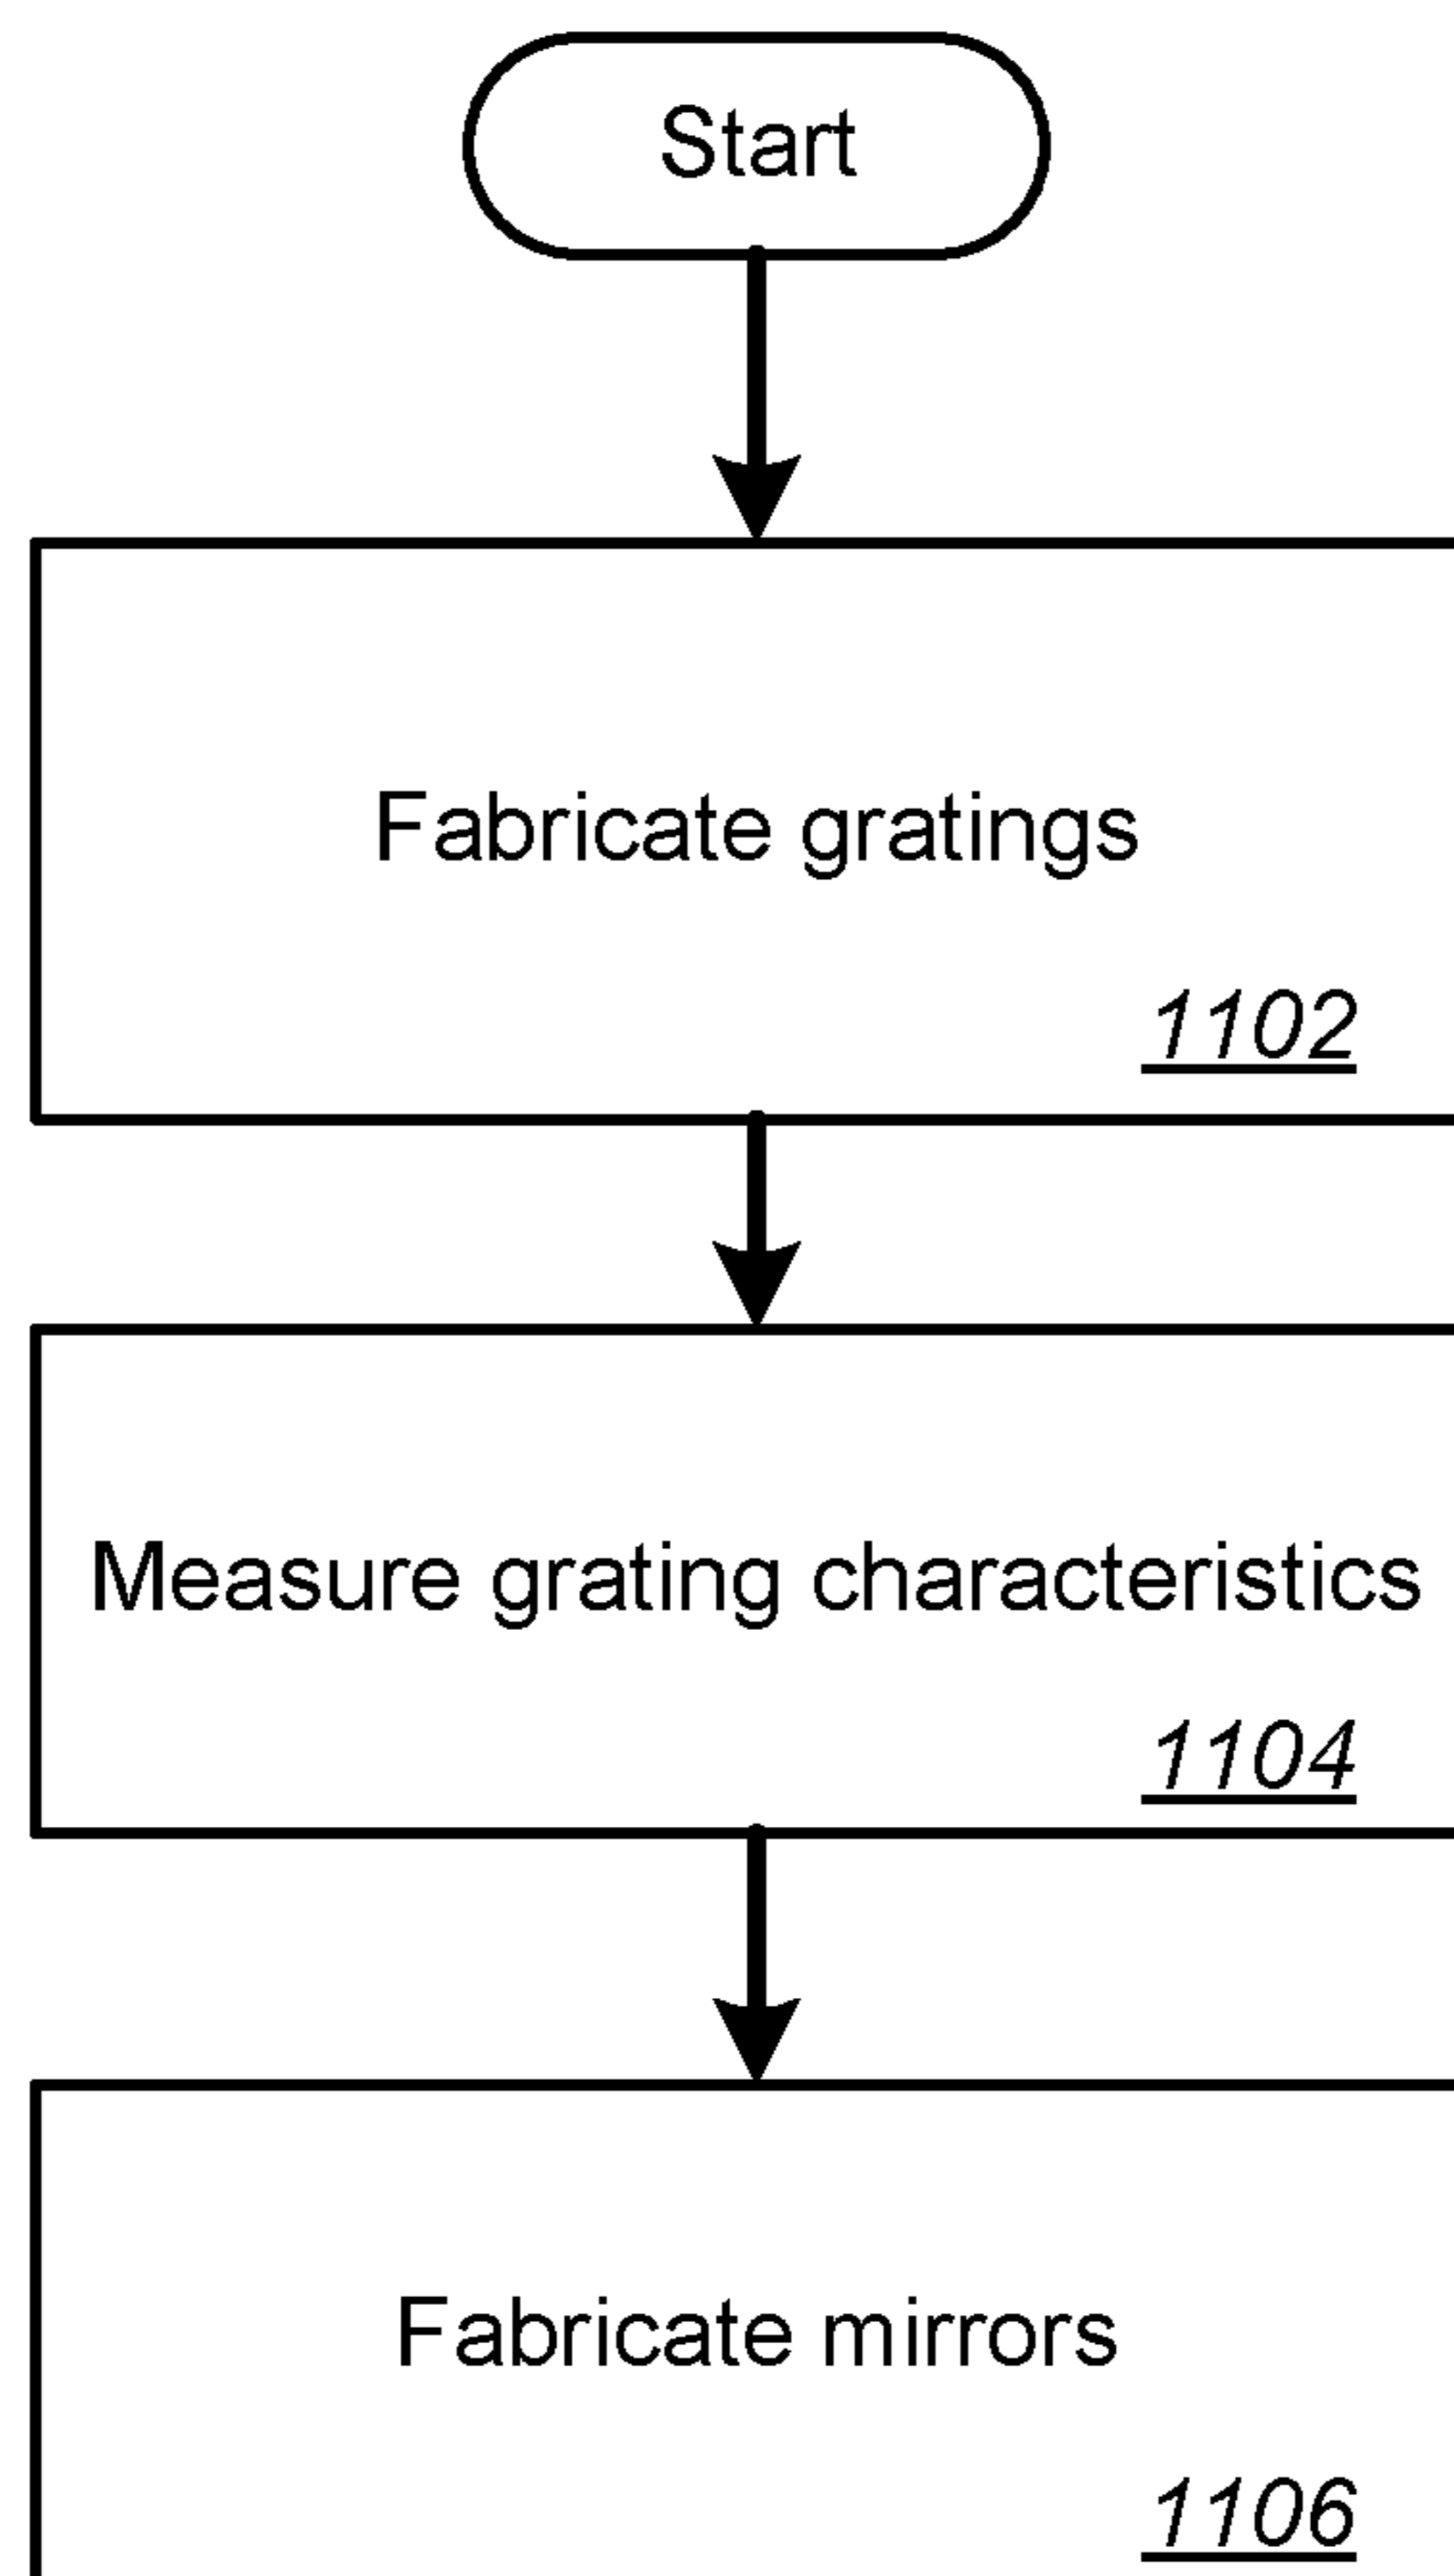 Start
Fabricate gratings
1102
Measure grating characteristics
1104
Fabricate mirrors
1106